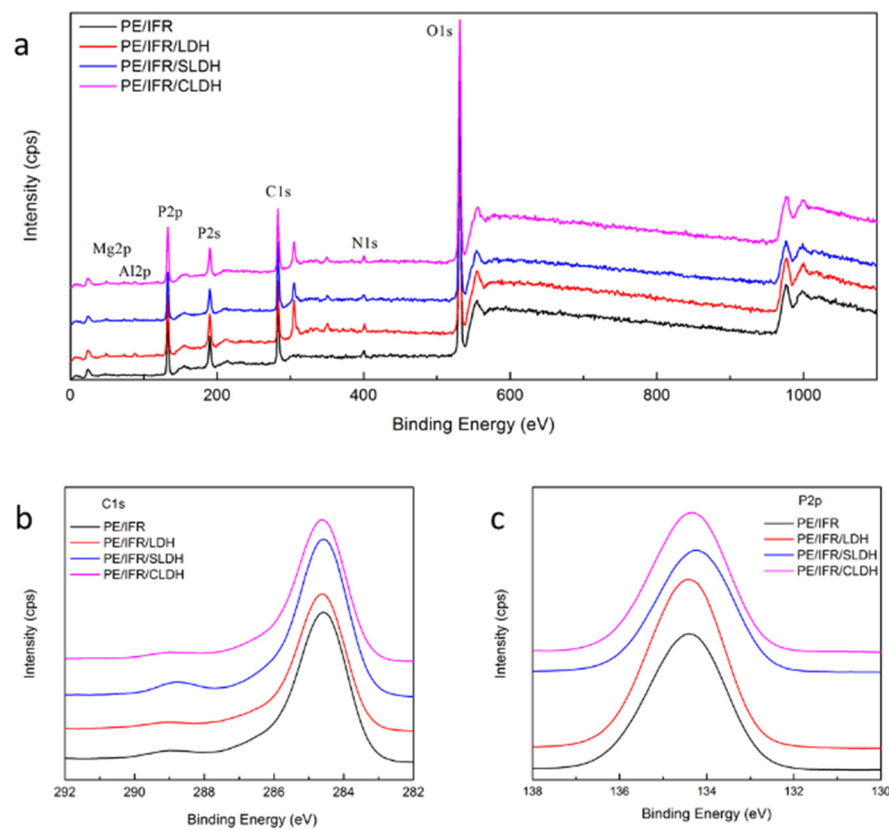 a
PE/IFR
PE/IFR/LDH
PE/IFR/SLDH
PE/IFR/CLDH
O1s
P2p
C1s
P2s
Mg2p
N1s
Al2p
Intensity (cps)
0 200 400 600 800 1000
Binding Energy (eV)
b
C1s
PE/IFR
PE/IFR/LDH
PE/IFR/SLDH
PE/IFR/CLDH
Intensity (cps)
292 290 288 286 284 282
Binding Energy (eV)
c
P2p
PE/IFR
PE/IFR/LDH
PE/IFR/SLDH
PE/IFR/CLDH
Intensity (cps)
138 136 134 132 130
Binding Energy (eV)